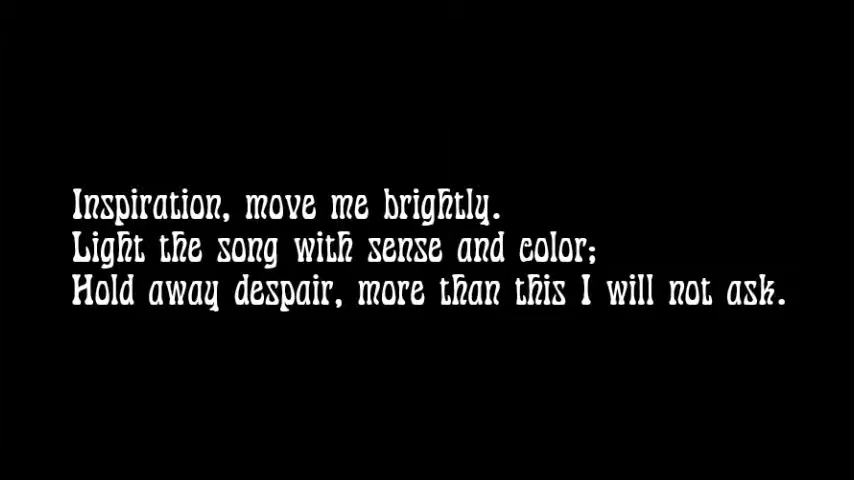 Inspiration, move me brightly.
Light the song with sense and color;
Hold away despair, more than this I will not ask.